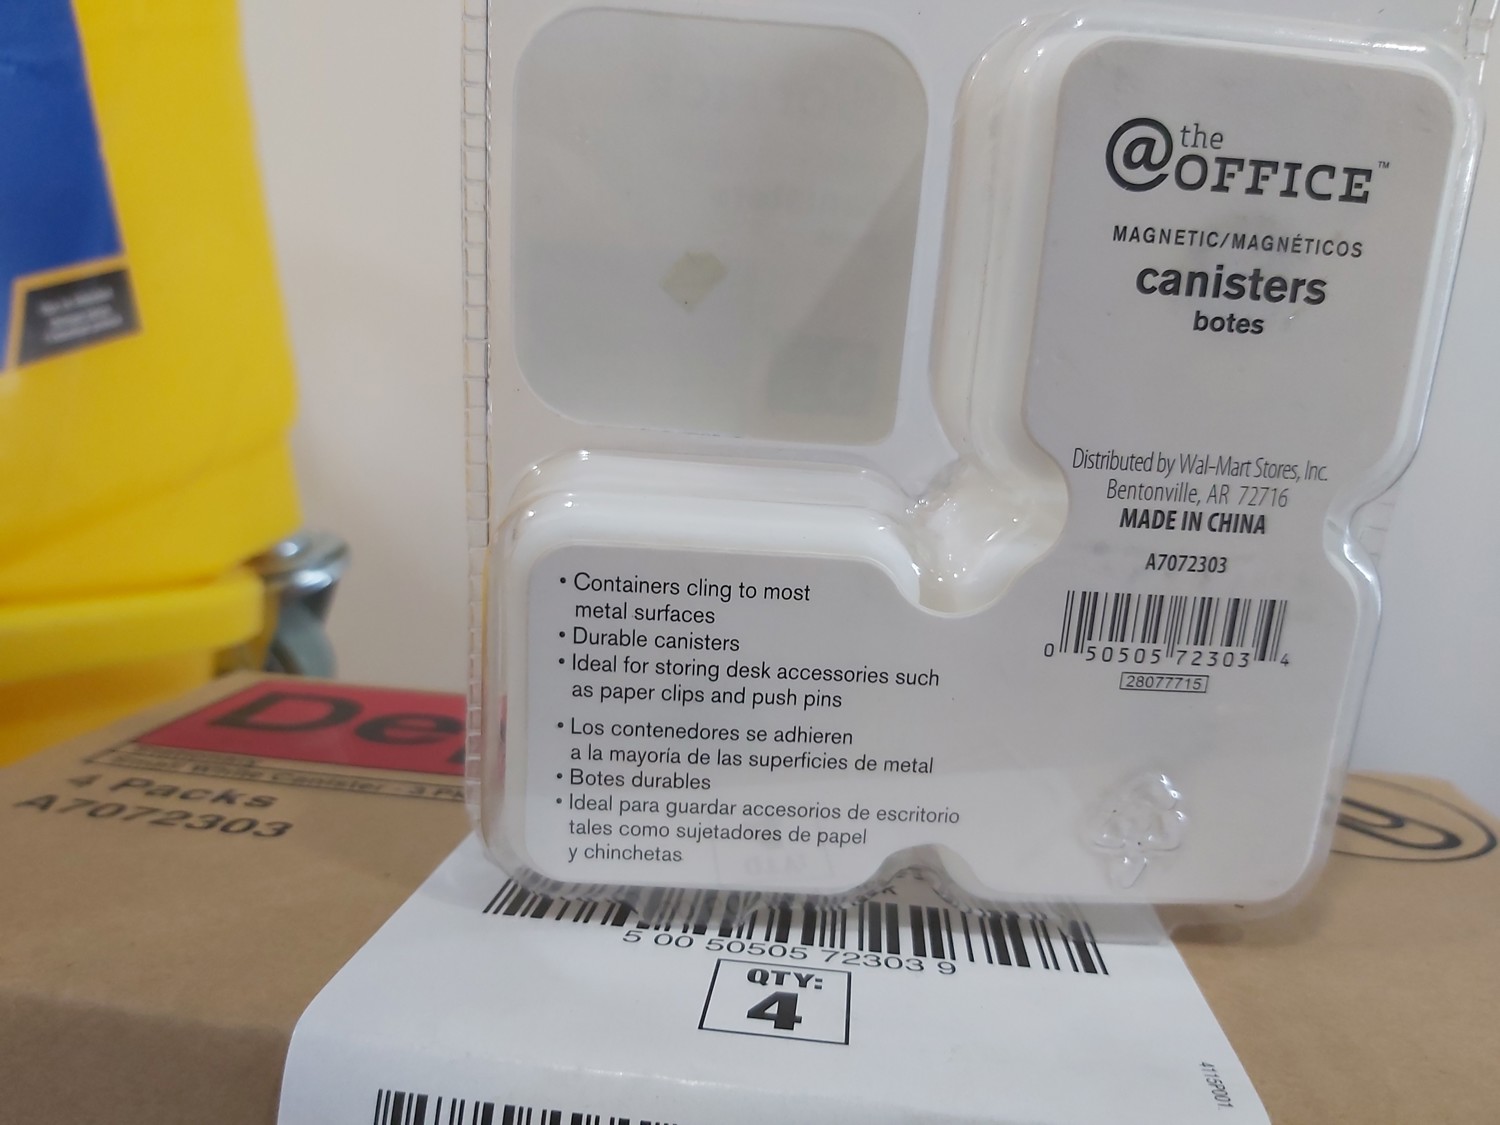 @the
OFFICE™
MAGNETIC/MAGNÉTICOS
canisters
botes
Distributed by Wal-Mart Stores, Inc.
Bentonville, AR 72716
MADE IN CHINA
A7072303
0 50505 72303 4
28077715
• Containers cling to most
metal surfaces
• Durable canisters
• Ideal for storing desk accessories such
as paper clips and push pins
• Los contenedores se adhieren
a la mayoría de las superficies de metal
• Botes durables
• Ideal para guardar accesorios de escritorio
tales como sujetadores de papel
y chinchetas
White Canister - 3
4 Packs
A7072303
5 00 50505 72303 9
QTY:
4
4115P001